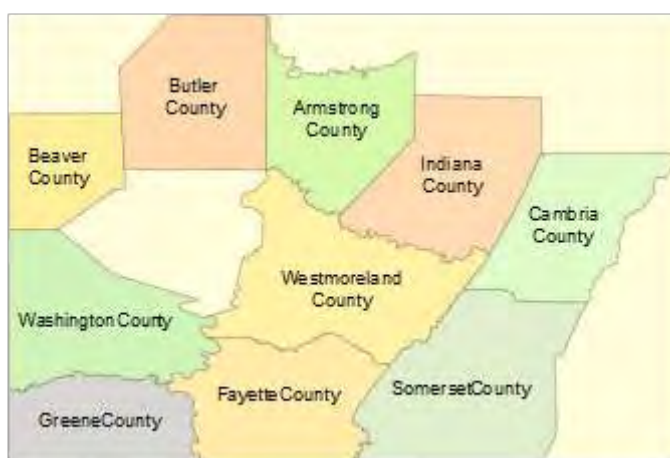 Butler
County
Armstrong
County
Beaver
County
Indiana
County
Cambria
County
Westmoreland
County
Washington County
Fayette County
SomersetCounty
GreeneCounty